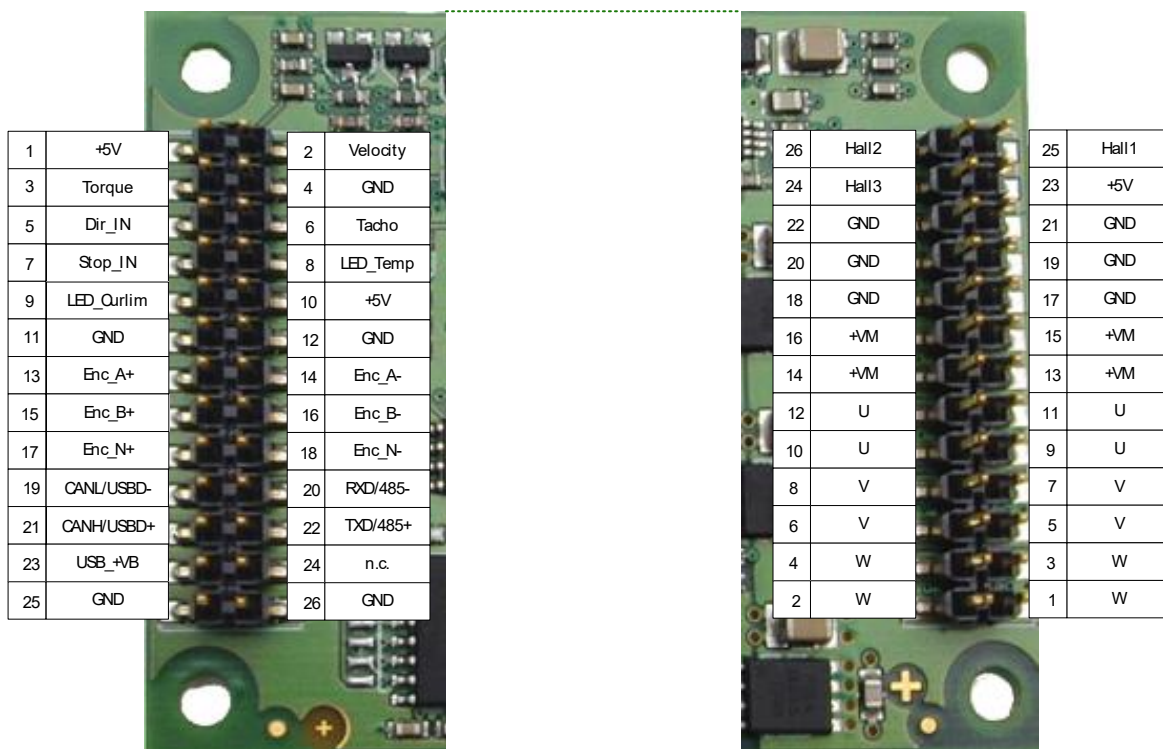 1 +5V 2 Velocity
3 Torque 4 GND
5 Dir_IN 6 Tacho
7 Stop_IN 8 LED_Temp
9 LED_Curlim 10 +5V
11 GND 12 GND
13 Enc_A+ 14 Enc_A-
15 Enc_B+ 16 Enc_B-
17 Enc_N+ 18 Enc_N-
19 CANL/USBD- 20 RXD/485-
21 CANH/USBD+ 22 TXD/485+
23 USB_+VB 24 n.c.
25 GND 26 GND
26 Hall2 25 Hall1
24 Hall3 23 +5V
22 GND 21 GND
20 GND 19 GND
18 GND 17 GND
16 +VM 15 +VM
14 +VM 13 +VM
12 U 11 U
10 U 9 U
8 V 7 V
6 V 5 V
4 W 3 W
2 W 1 W